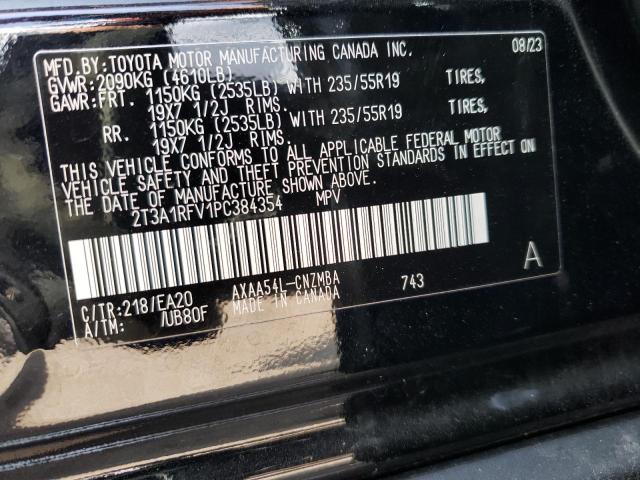 MFD.BY:TOYOTA MOTOR MANUFACTURING CANADA INC. 08/23
GVWR:2090KG (4610LB)
GAWR:FRT. 1150KG (2535LB) WITH 235/55R19 TIRES,
19X7 1/2J RIMS.
RR. 1150KG (2535LB) WITH 235/55R19 TIRES,
19X7 1/2J RIMS.
THIS VEHICLE CONFORMS TO ALL APPLICABLE FEDERAL MOTOR
VEHICLE SAFETY AND THEFT PREVENTION STANDARDS IN EFFECT ON
THE DATE OF MANUFACTURE SHOWN ABOVE.
2T3A1RFV1PC384354 MPV
A
C/TR:218/EA20 AXAA54L-CNZMBA 743
A/TM: /UB80F MADE IN CANADA